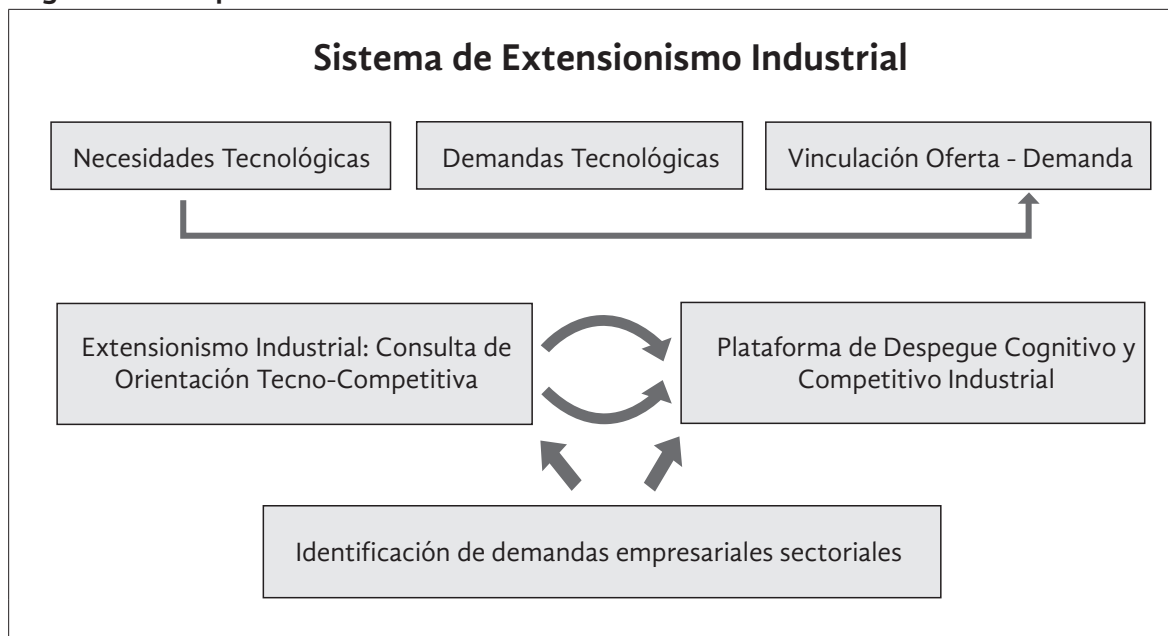 Sistema de Extensionismo Industrial
Necesidades Tecnológicas
Demandas Tecnológicas
Vinculación Oferta - Demanda
Extensionismo Industrial: Consulta de
Orientación Tecno-Competitiva
Plataforma de Despegue Cognitivo y
Competitivo Industrial
Identificación de demandas empresariales sectoriales